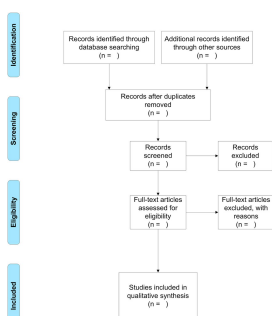 Identification
Records identified through
database searching
(n =   )
Additional records identified
through other sources
(n =   )
Records after duplicates
removed
(n =   )
Screening
Records
screened
(n =   )
Records
excluded
(n =   )
Eligibility
Full-text articles
assessed for
eligibility
(n =   )
Full-text articles
excluded, with
reasons
(n =   )
Included
Studies included in
qualitative synthesis
(n =   )